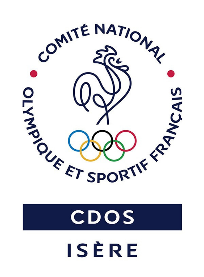 COMITÉ NATIONAL
OLYMPIQUE ET SPORTIF FRANÇAIS
CDOS
ISÈRE